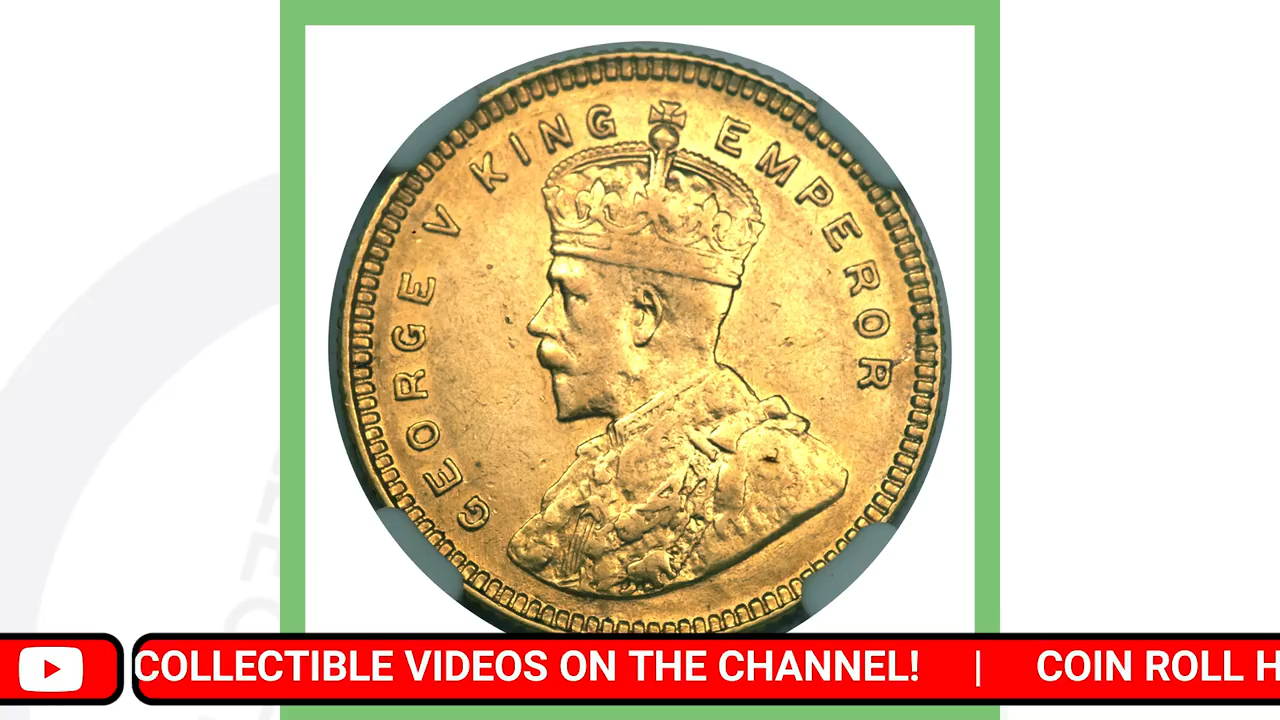 GEORGE V KING EMPEROR
COLLECTIBLE VIDEOS ON THE CHANNEL! | COIN ROLL H